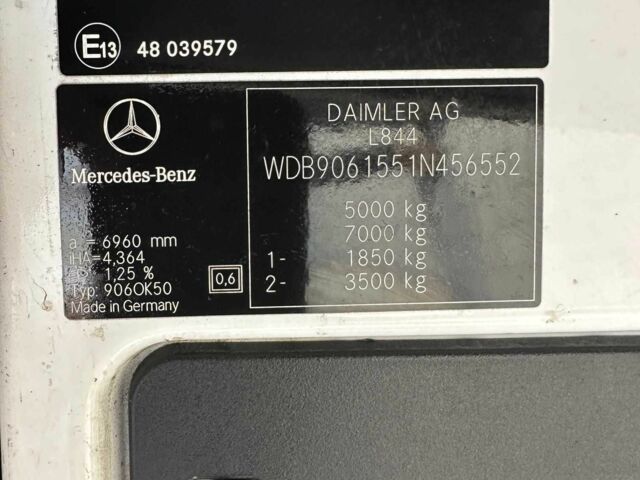 E13 48 039579
Mercedes-Benz
a = 6960 mm
iHA=4,364
1,25 %
Typ: 906OK50
Made in Germany
0,6
DAIMLER AG
L844
WDB9061551N456552
5000 kg
7000 kg
1- 1850 kg
2- 3500 kg